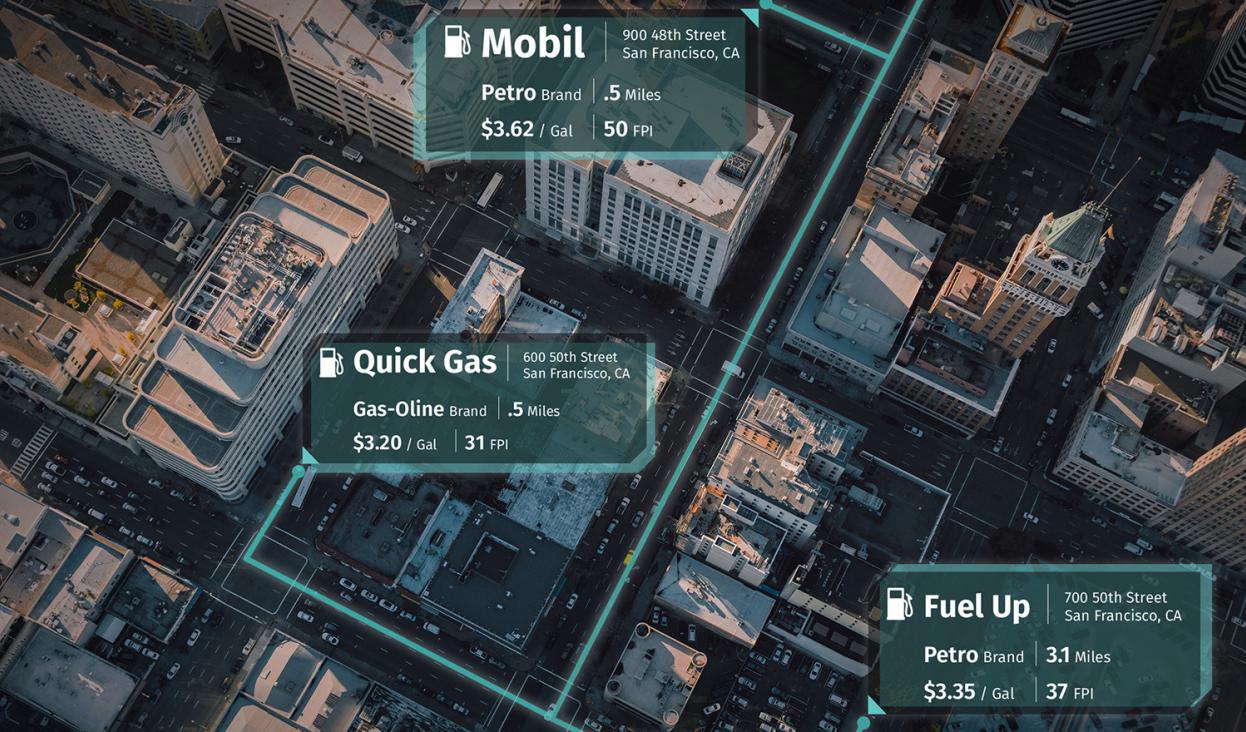 Mobil
900 48th Street
San Francisco, CA
Petro Brand
.5 Miles
$3.62 / Gal
50 FPI
Quick Gas
600 50th Street
San Francisco, CA
Gas-Oline Brand
.5 Miles
$3.20 / Gal
31 FPI
Fuel Up
700 50th Street
San Francisco, CA
Petro Brand
3.1 Miles
$3.35 / Gal
37 FPI